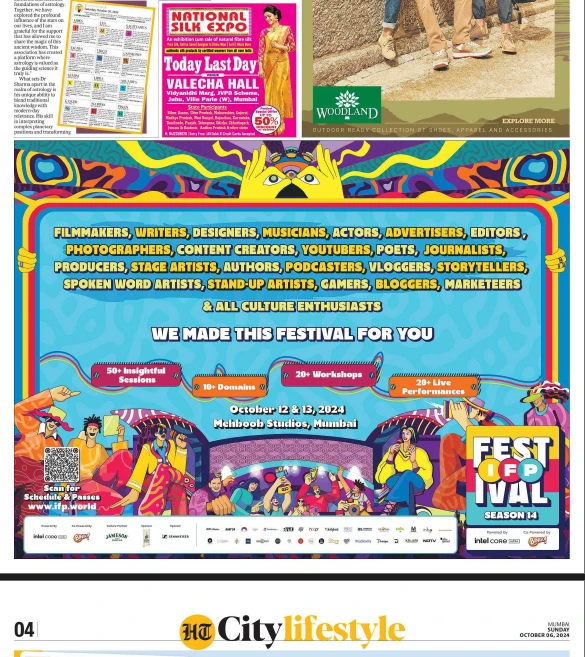 foundations of astrology.
Together, we have
explored the profound
influence of the stars on
our lives, and I am
grateful for the support
that has allowed me to
share the magic of this
ancient wisdom. This
association has created
a platform where
astrology is valued as
the guiding science it
truly is."
What sets Dr
Sharma apart in the
realm of astrology is
his unique ability to
blend traditional
knowledge with
modern-day
relevance. His skill
in interpreting
complex planetary
positions and transforming
NATIONAL
SILK EXPO
An exhibition cum sale of natural silk fibre
Today Last Day
VALECHA HALL
Vidyanidhi Marg, JVPD Scheme,
Juhu, Ville Parle (W), Mumbai
State Participants
50%
WOODLAND
EXPLORE MORE
OUTDOOR READY COLLECTION OF SHOES, APPAREL AND ACCESSORIES
FILMMAKERS, WRITERS, DESIGNERS, MUSICIANS, ACTORS, ADVERTISERS, EDITORS,
PHOTOGRAPHERS, CONTENT CREATORS, YOUTUBERS, POETS, JOURNALISTS,
PRODUCERS, STAGE ARTISTS, AUTHORS, PODCASTERS, VLOGGERS, STORYTELLERS,
SPOKEN WORD ARTISTS, STAND-UP ARTISTS, GAMERS, BLOGGERS, MARKETEERS
& ALL CULTURE ENTHUSIASTS
WE MADE THIS FESTIVAL FOR YOU
50+ Insightful
Sessions
10+ Domains
20+ Workshops
20+ Live
Performances
October 12 & 13, 2024
Mehboob Studios, Mumbai
Scan for
Schedule & Passes
www.ifp.world
FEST
IFP
IVAL
SEASON 14
Powered by
Co-Powered by
intel core
intel core
JAMESON
SENNHEISER
NDTV
04
HT City lifestyle
MUMBAI
SUNDAY
OCTOBER 06, 2024